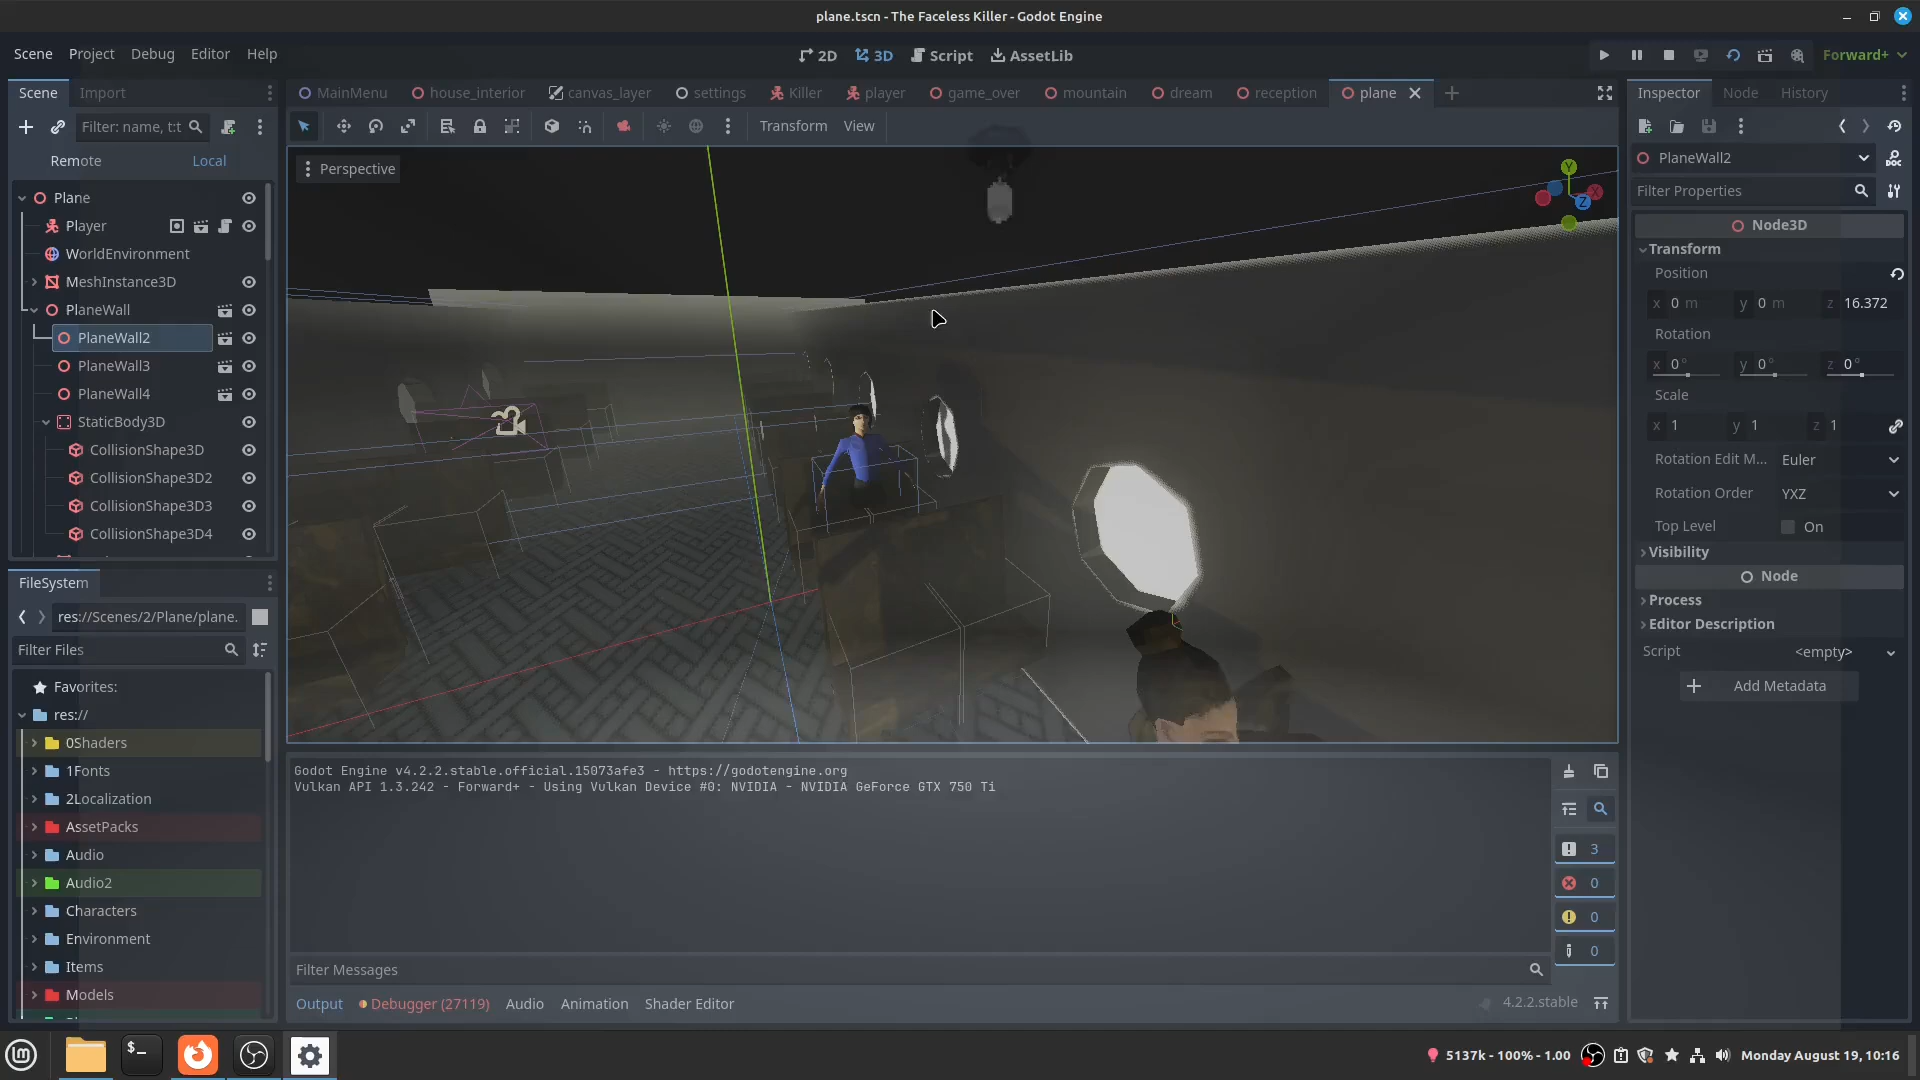 plane.tscn - The Faceless Killer - Godot Engine
Scene Project Debug Editor Help
2D 3D Script AssetLib
Forward+
Scene Import
MainMenu house_interior canvas_layer settings Killer player game_over mountain dream reception plane
Inspector Node History
Filter: name, t:t
Transform View
Remote Local
Perspective
Y X Z
PlaneWall2
Filter Properties
Plane
Player
WorldEnvironment
MeshInstance3D
PlaneWall
PlaneWall2
PlaneWall3
PlaneWall4
StaticBody3D
CollisionShape3D
CollisionShape3D2
CollisionShape3D3
CollisionShape3D4
Node3D
Transform
Position
x 0 m y 0 m z 16.372
Rotation
x 0° y 0° z 0°
Scale
x 1 y 1 z 1
Rotation Edit M... Euler
Rotation Order YXZ
Top Level On
Visibility
Node
Process
Editor Description
Script <empty>
Add Metadata
FileSystem
res://Scenes/2/Plane/plane.
Filter Files
Favorites:
res://
0Shaders
1Fonts
2Localization
AssetPacks
Audio
Audio2
Characters
Environment
Items
Models
Godot Engine v4.2.2.stable.official.15073afe3 - https://godotengine.org
Vulkan API 1.3.242 - Forward+ - Using Vulkan Device #0: NVIDIA - NVIDIA GeForce GTX 750 Ti
3
0
0
0
Filter Messages
Output Debugger (27119) Audio Animation Shader Editor
4.2.2.stable
5137k - 100% - 1.00
Monday August 19, 10:16